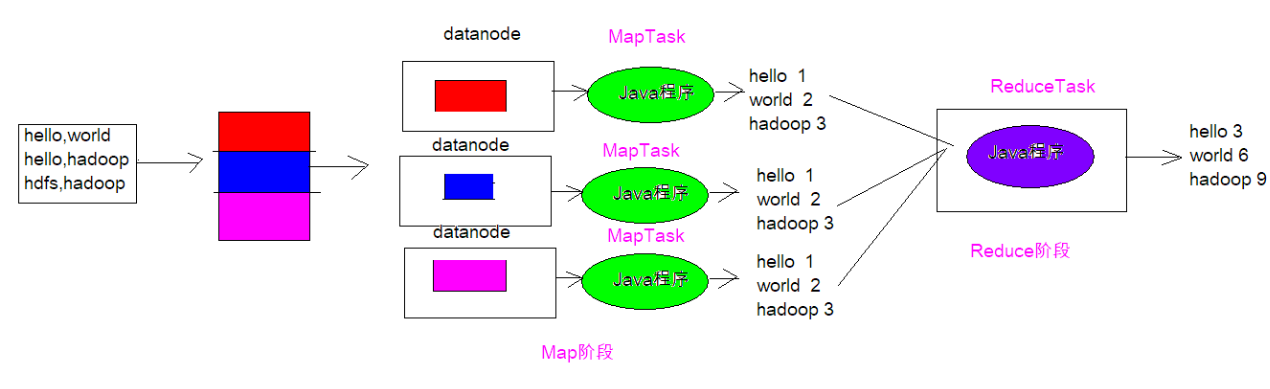 hello,world
hello,hadoop
hdfs,hadoop
datanode
datanode
datanode
MapTask
Java程序
MapTask
Java程序
MapTask
Java程序
hello 1
world 2
hadoop 3
hello 1
world 2
hadoop 3
hello 1
world 2
hadoop 3
Map阶段
ReduceTask
Java程序
Reduce阶段
hello 3
world 6
hadoop 9